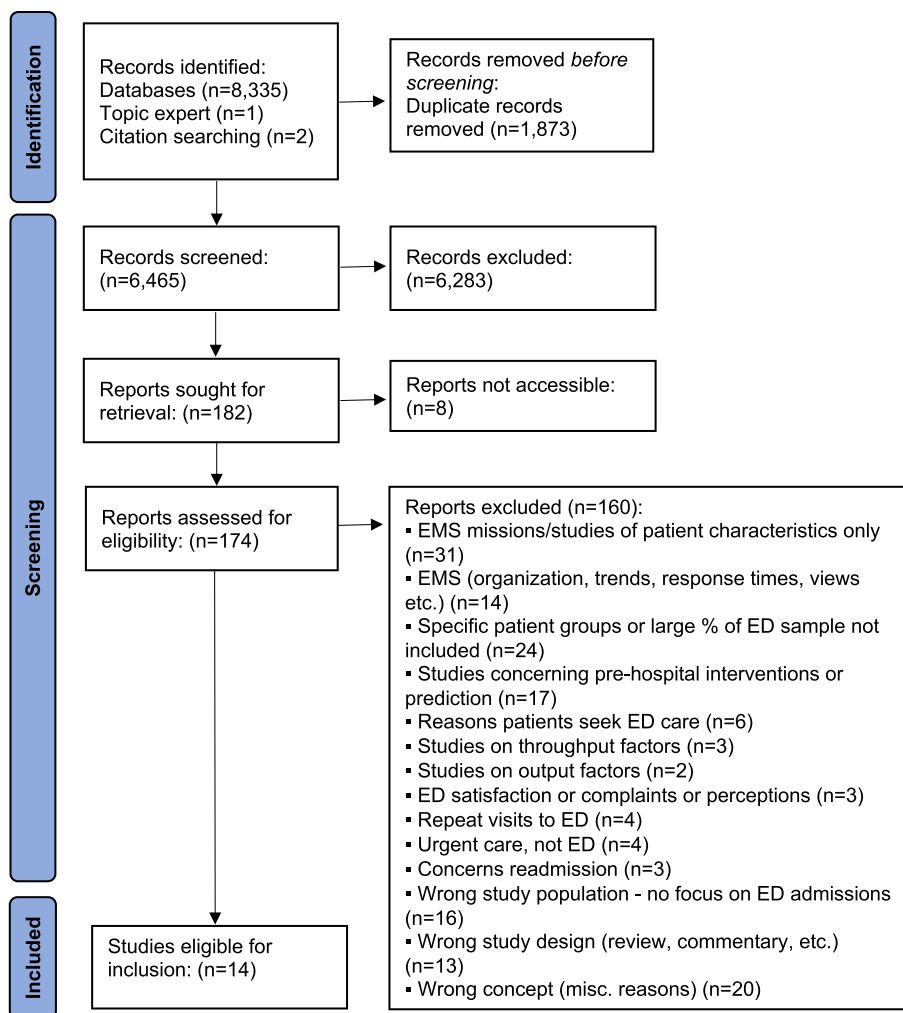 Identification
Records identified:
Databases (n=8,335)
Topic expert (n=1)
Citation searching (n=2)
Records removed before
screening:
Duplicate records
removed (n=1,873)
Screening
Records screened:
(n=6,465)
Records excluded:
(n=6,283)
Reports sought for
retrieval: (n=182)
Reports not accessible:
(n=8)
Reports assessed for
eligibility: (n=174)
Reports excluded (n=160):
▪ EMS missions/studies of patient characteristics only
(n=31)
▪ EMS (organization, trends, response times, views
etc.) (n=14)
▪ Specific patient groups or large % of ED sample not
included (n=24)
▪ Studies concerning pre-hospital interventions or
prediction (n=17)
▪ Reasons patients seek ED care (n=6)
▪ Studies on throughput factors (n=3)
▪ Studies on output factors (n=2)
▪ ED satisfaction or complaints or perceptions (n=3)
▪ Repeat visits to ED (n=4)
▪ Urgent care, not ED (n=4)
▪ Concerns readmission (n=3)
▪ Wrong study population - no focus on ED admissions
(n=16)
▪ Wrong study design (review, commentary, etc.)
(n=13)
▪ Wrong concept (misc. reasons) (n=20)
Included
Studies eligible for
inclusion: (n=14)